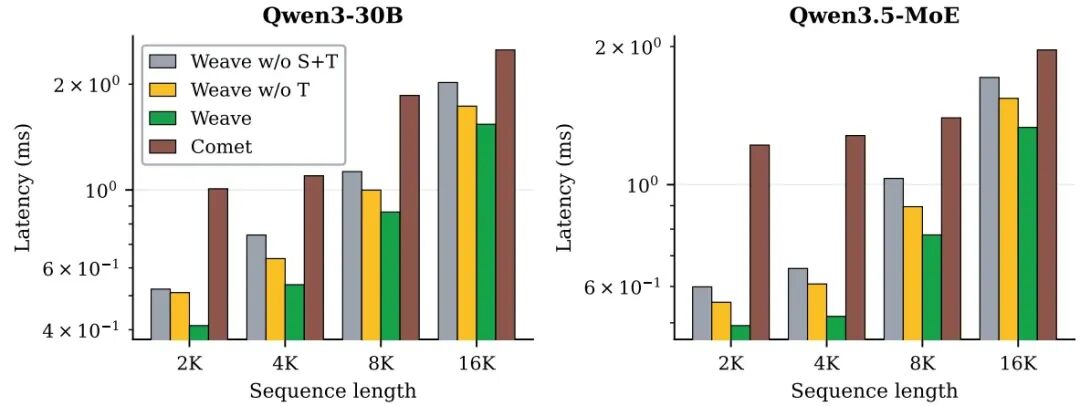 Qwen3-30B
Latency (ms)
2 × 10⁰
10⁰
6 × 10⁻¹
4 × 10⁻¹
Weave w/o S+T
Weave w/o T
Weave
Comet
2K 4K 8K 16K
Sequence length
Qwen3.5-MoE
Latency (ms)
2 × 10⁰
10⁰
6 × 10⁻¹
2K 4K 8K 16K
Sequence length